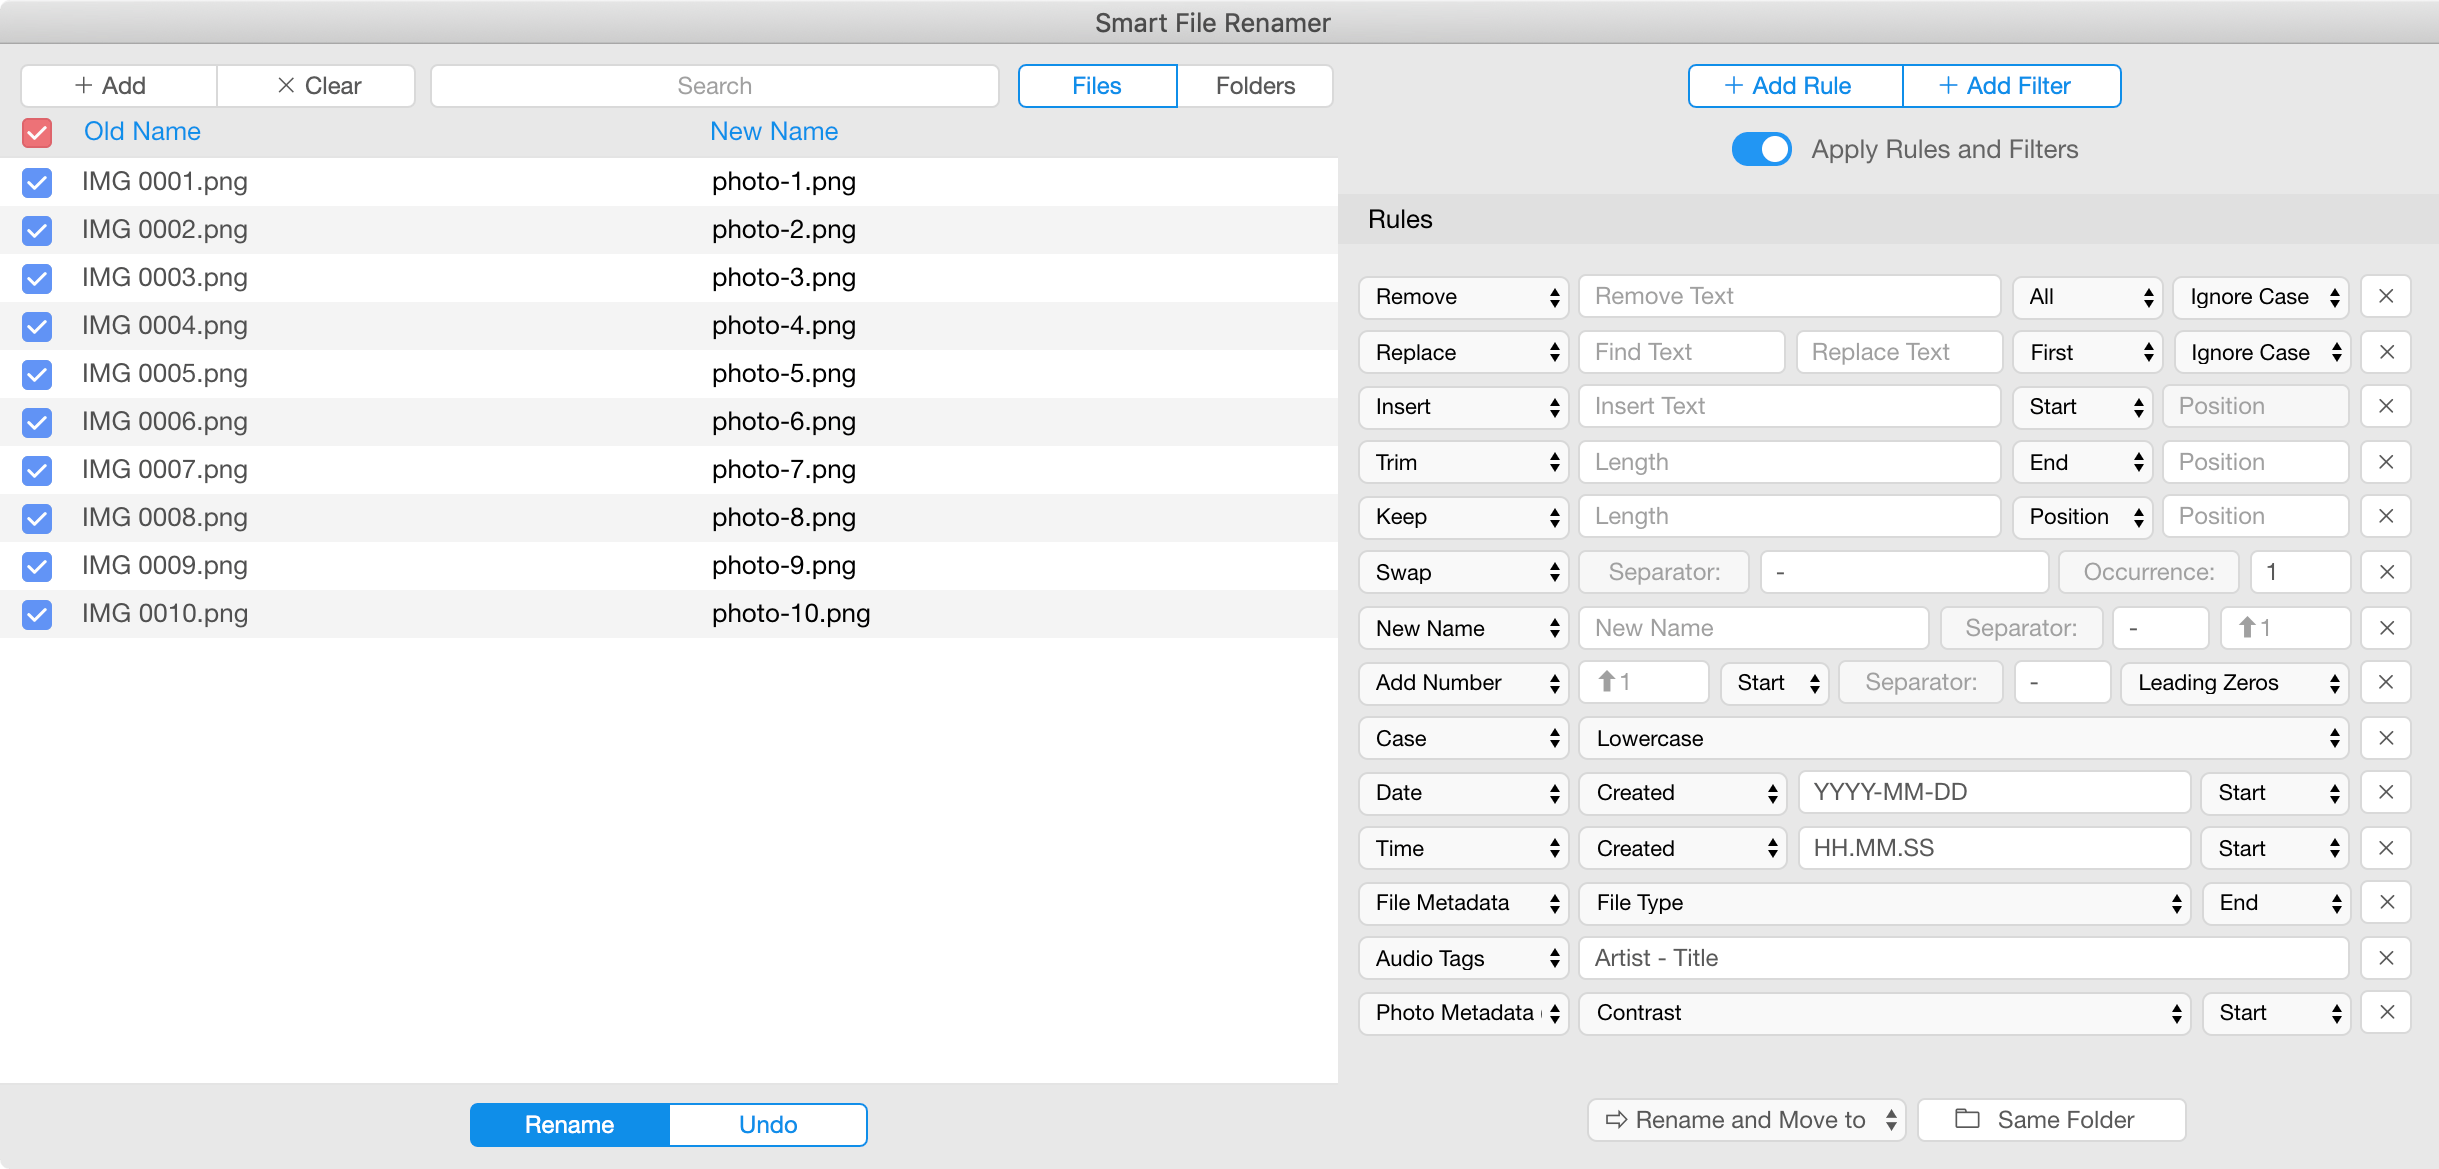 Smart File Renamer
+ Add × Clear Search Files Folders + Add Rule + Add Filter
Old Name New Name
Apply Rules and Filters
IMG 0001.png photo-1.png
IMG 0002.png photo-2.png
IMG 0003.png photo-3.png
IMG 0004.png photo-4.png
IMG 0005.png photo-5.png
IMG 0006.png photo-6.png
IMG 0007.png photo-7.png
IMG 0008.png photo-8.png
IMG 0009.png photo-9.png
IMG 0010.png photo-10.png
Rules
Remove Remove Text All Ignore Case
Replace Find Text Replace Text First Ignore Case
Insert Insert Text Start Position
Trim Length End Position
Keep Length Position Position
Swap Separator: - Occurrence: 1
New Name New Name Separator: - 1
Add Number 1 Start Separator: - Leading Zeros
Case Lowercase
Date Created YYYY-MM-DD Start
Time Created HH.MM.SS Start
File Metadata File Type End
Audio Tags Artist - Title
Photo Metadata Contrast Start
Rename Undo
Rename and Move to Same Folder